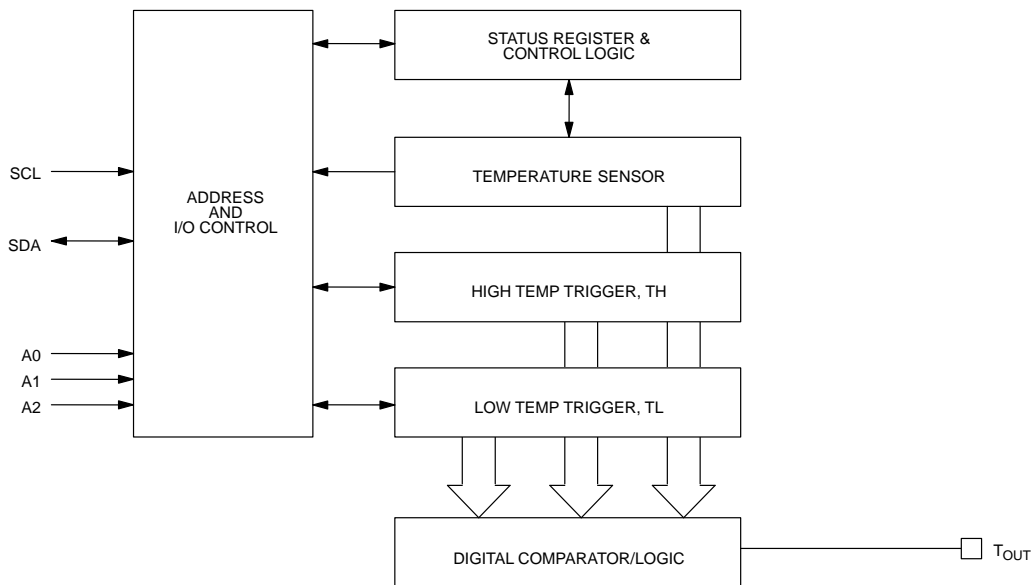 STATUS REGISTER &
CONTROL LOGIC
SCL
TEMPERATURE SENSOR
ADDRESS
AND
I/O CONTROL
SDA
HIGH TEMP TRIGGER, TH
A0
A1
A2
LOW TEMP TRIGGER, TL
DIGITAL COMPARATOR/LOGIC
TOUT